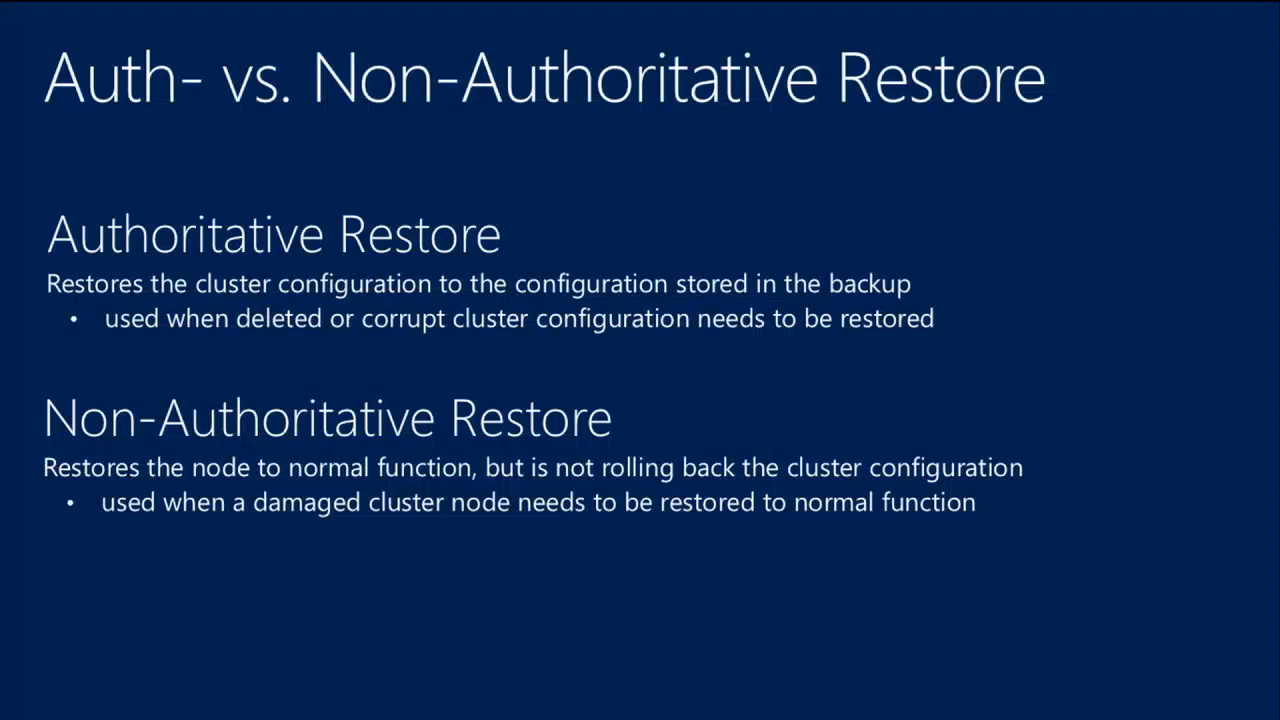 Auth- vs. Non-Authoritative Restore
Authoritative Restore
Restores the cluster configuration to the configuration stored in the backup
• used when deleted or corrupt cluster configuration needs to be restored
Non-Authoritative Restore
Restores the node to normal function, but is not rolling back the cluster configuration
• used when a damaged cluster node needs to be restored to normal function